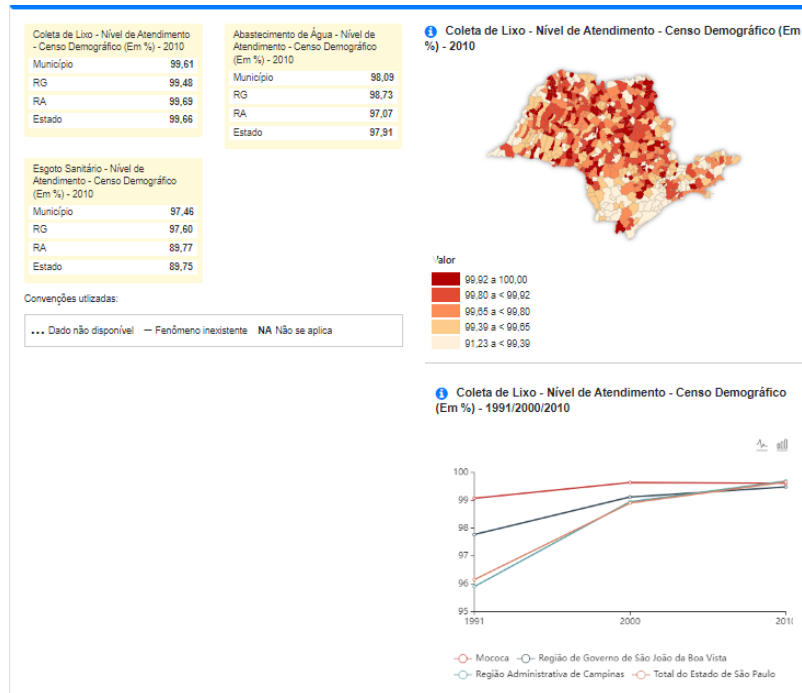 Coleta de Lixo - Nível de Atendimento
- Censo Demográfico (Em %) - 2010
Município 99,61
RG 99,48
RA 99,69
Estado 99,66
Abastecimento de Água - Nível de
Atendimento - Censo Demográfico
(Em %) - 2010
Município 98,09
RG 98,73
RA 97,07
Estado 97,91
Esgoto Sanitário - Nível de
Atendimento - Censo Demográfico
(Em %) - 2010
Município 97,46
RG 97,60
RA 89,77
Estado 89,75
Convenções utlizadas:
... Dado não disponível — Fenômeno inexistente NA Não se aplica
Coleta de Lixo - Nível de Atendimento - Censo Demográfico (Em
%) - 2010
Valor
99,92 a 100,00
99,80 a < 99,92
99,65 a < 99,80
99,39 a < 99,65
91,23 a < 99,39
Coleta de Lixo - Nível de Atendimento - Censo Demográfico
(Em %) - 1991/2000/2010
100
99
98
97
96
95
1991 2000 2010
Mococa Região de Governo de São João da Boa Vista
Região Administrativa de Campinas Total do Estado de São Paulo